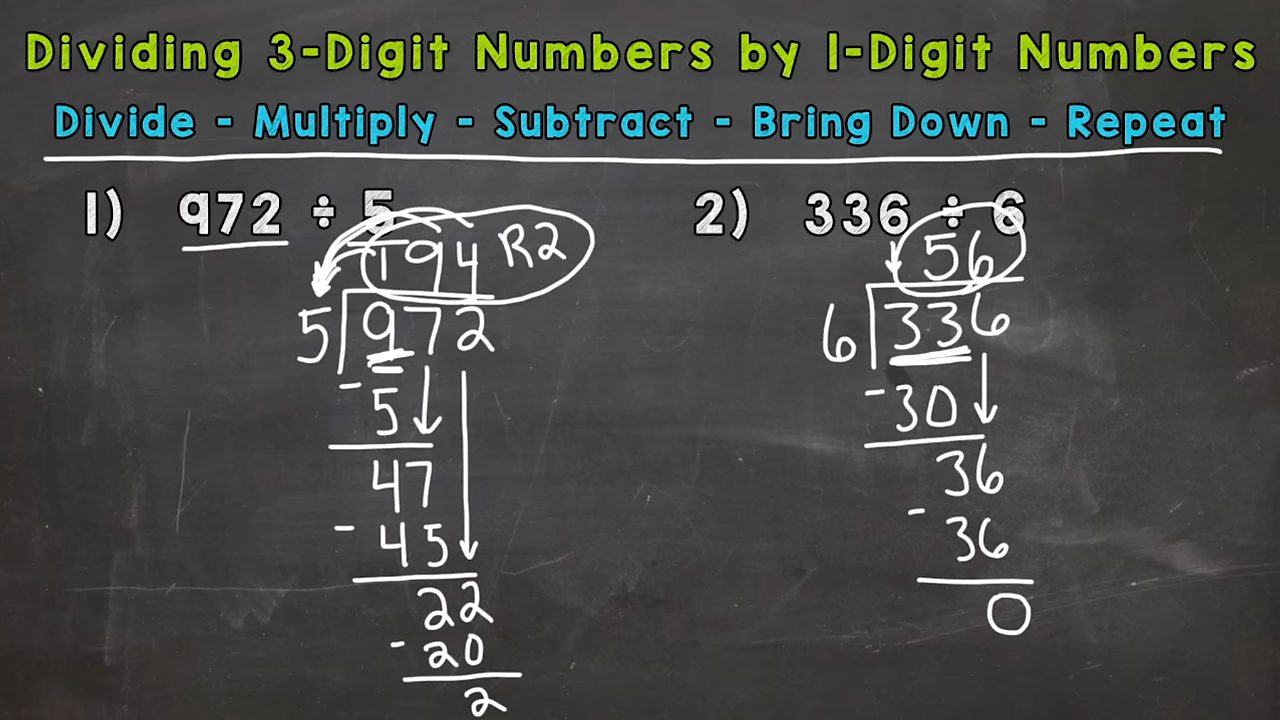 Dividing 3-Digit Numbers by 1-Digit Numbers
Divide - Multiply - Subtract - Bring Down - Repeat
1) 972 ÷ 5
194 R2
5 972
- 5
47
- 45
22
- 20
2
2) 336 ÷ 6
56
6 336
- 30
36
- 36
0